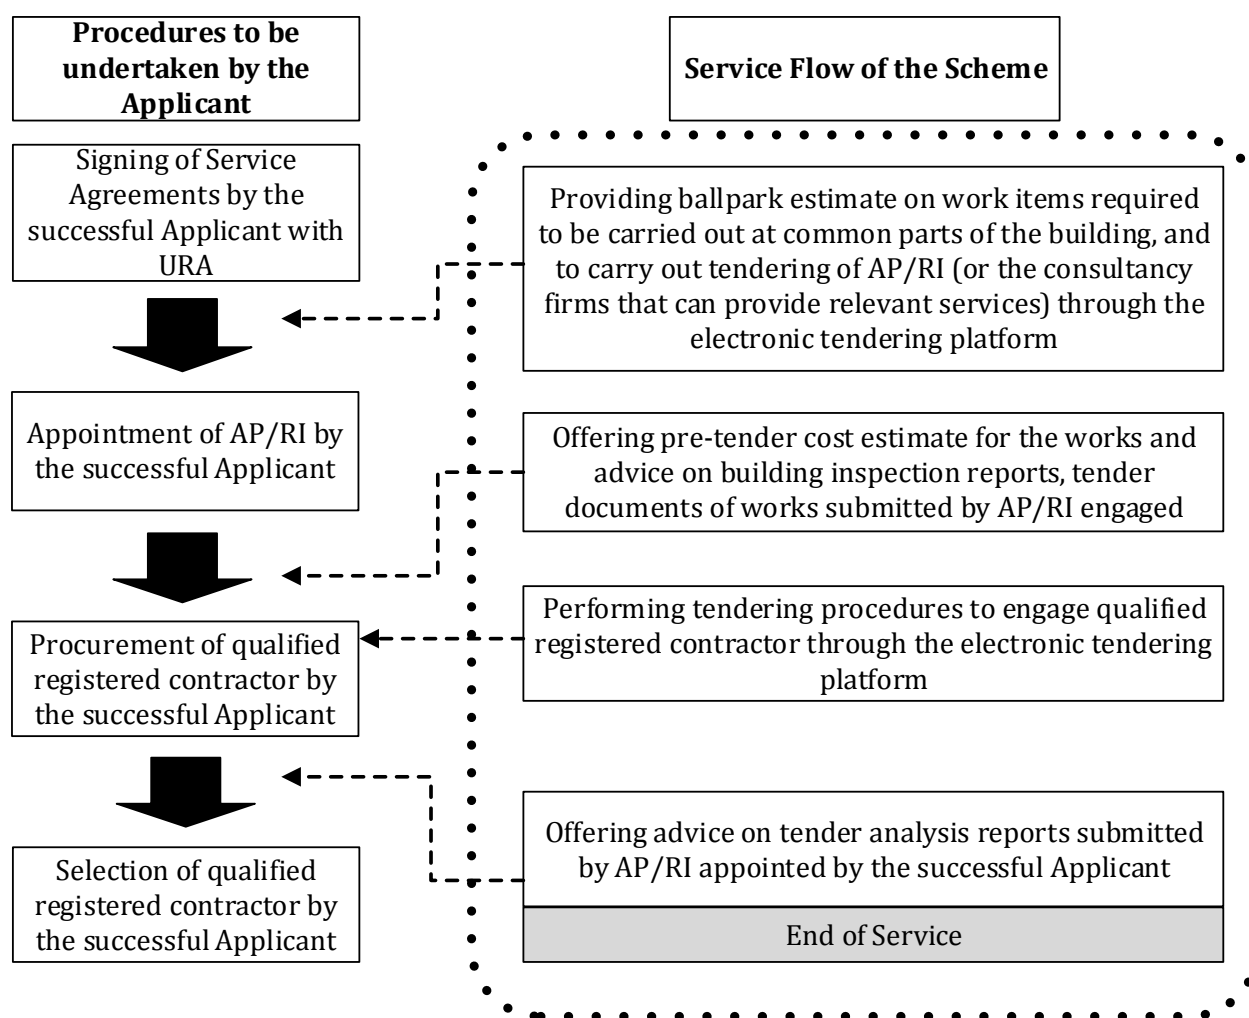 Procedures to be
undertaken by the
Applicant
Signing of Service
Agreements by the
successful Applicant with
URA
Appointment of AP/RI by
the successful Applicant
Procurement of qualified
registered contractor by
the successful Applicant
Selection of qualified
registered contractor by
the successful Applicant
Service Flow of the Scheme
Providing ballpark estimate on work items required
to be carried out at common parts of the building, and
to carry out tendering of AP/RI (or the consultancy
firms that can provide relevant services) through the
electronic tendering platform
Offering pre-tender cost estimate for the works and
advice on building inspection reports, tender
documents of works submitted by AP/RI engaged
Performing tendering procedures to engage qualified
registered contractor through the electronic tendering
platform
Offering advice on tender analysis reports submitted
by AP/RI appointed by the successful Applicant
End of Service